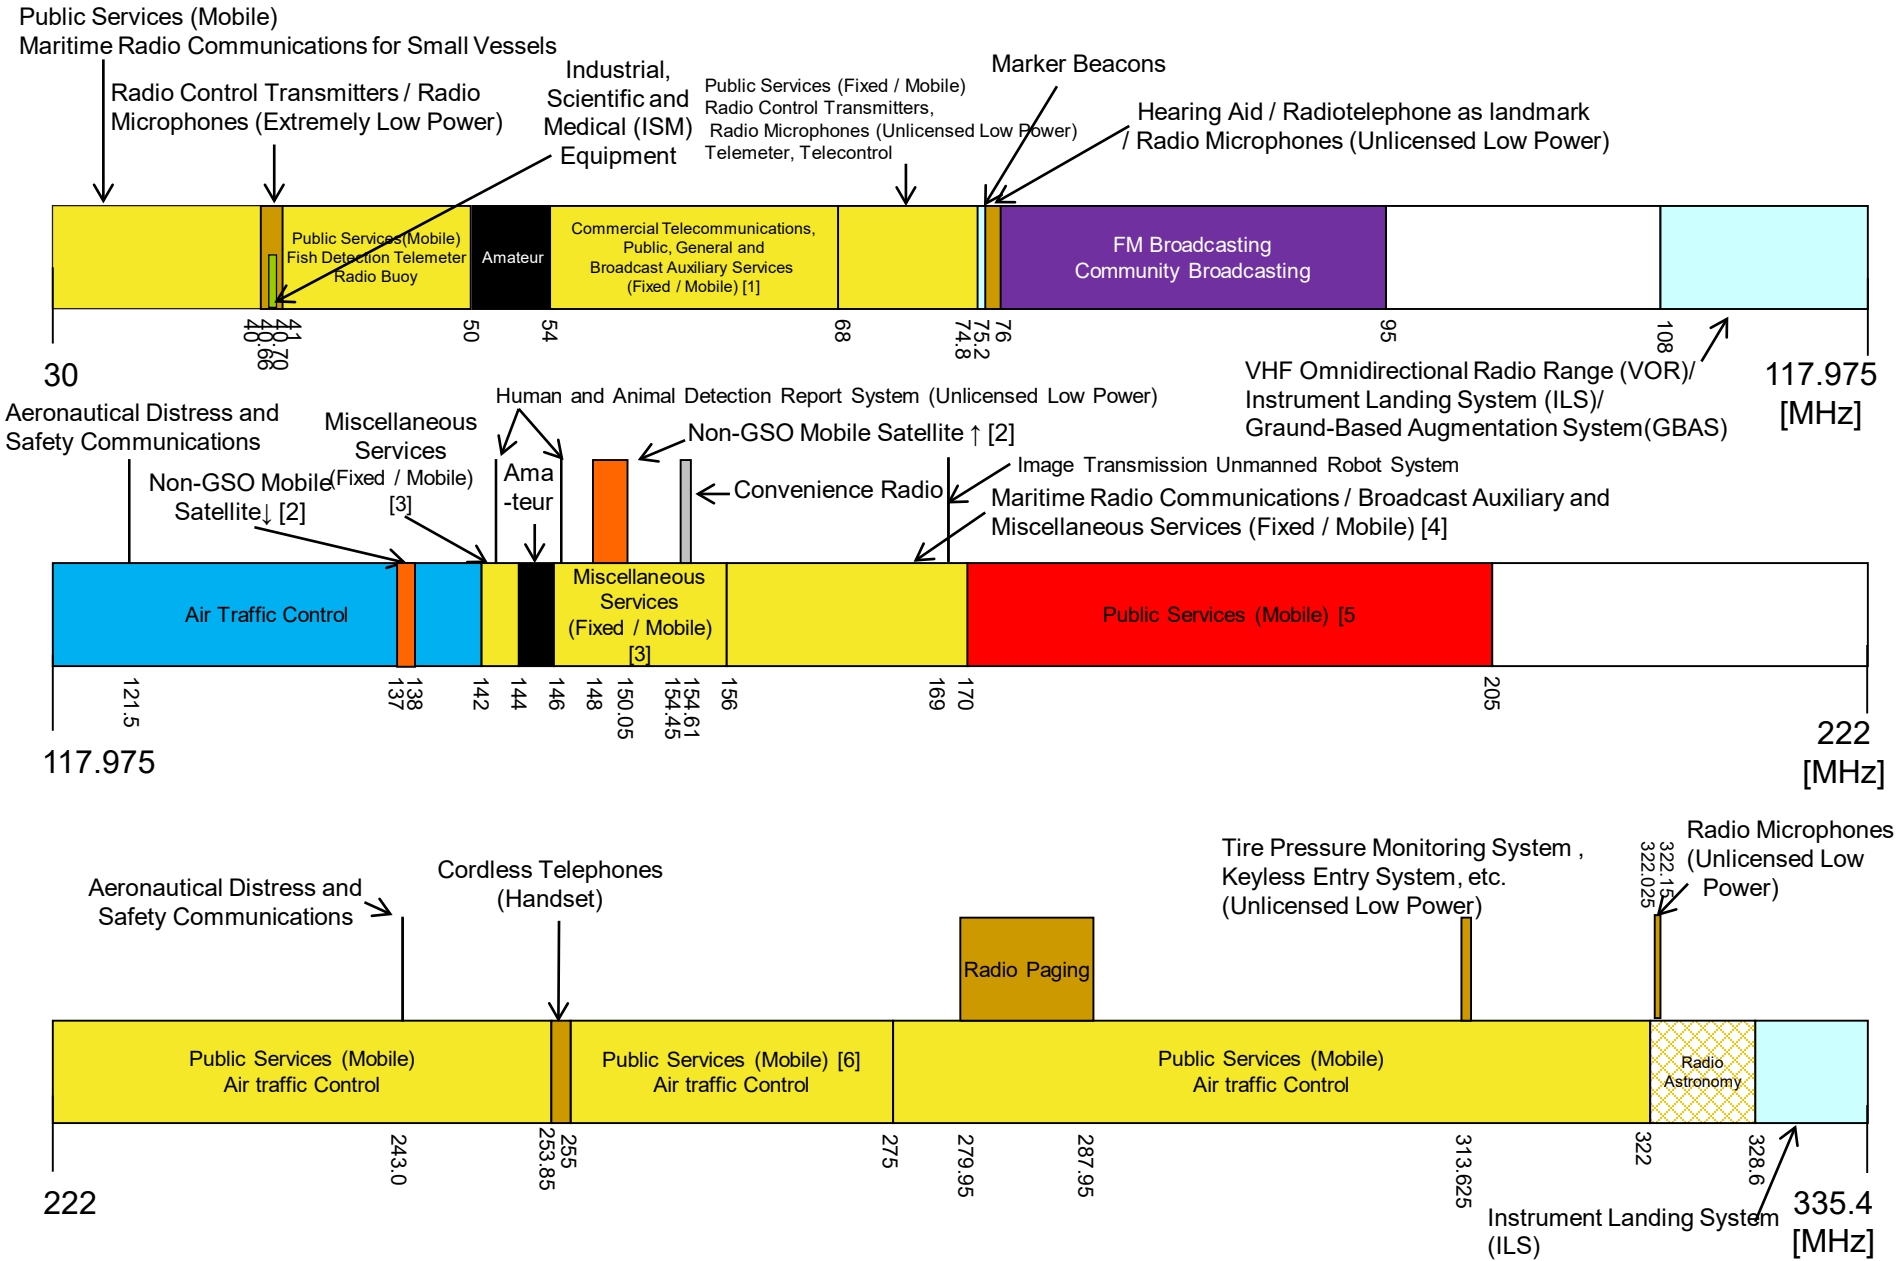 Public Services (Mobile)
Maritime Radio Communications for Small Vessels
Radio Control Transmitters / Radio
Microphones (Extremely Low Power)
Industrial,
Scientific and
Medical (ISM)
Equipment
Public Services (Fixed / Mobile)
Radio Control Transmitters,
Radio Microphones (Unlicensed Low Power)
Telemeter, Telecontrol
Marker Beacons
Hearing Aid / Radiotelephone as landmark
/ Radio Microphones (Unlicensed Low Power)
Public Services(Mobile)
Fish Detection Telemeter
Radio Buoy
Amateur
Commercial Telecommunications,
Public, General and
Broadcast Auxiliary Services
(Fixed / Mobile) [1]
FM Broadcasting
Community Broadcasting
40
40.66
40.70
41
50
54
68
74.8
75.2
76
95
108
30
117.975
[MHz]
VHF Omnidirectional Radio Range (VOR)/
Instrument Landing System (ILS)/
Graund-Based Augmentation System(GBAS)
Aeronautical Distress and
Safety Communications
Non-GSO Mobile
Satellite↓ [2]
Miscellaneous
Services
(Fixed / Mobile)
[3]
Human and Animal Detection Report System (Unlicensed Low Power)
Ama
-teur
Non-GSO Mobile Satellite ↑ [2]
Convenience Radio
Image Transmission Unmanned Robot System
Maritime Radio Communications / Broadcast Auxiliary and
Miscellaneous Services (Fixed / Mobile) [4]
Air Traffic Control
Miscellaneous
Services
(Fixed / Mobile)
[3]
Public Services (Mobile) [5
121.5
137
138
142
144
146
148
150.05
154.45
154.61
156
169
170
205
117.975
222
[MHz]
Aeronautical Distress and
Safety Communications
Cordless Telephones
(Handset)
Tire Pressure Monitoring System ,
Keyless Entry System, etc.
(Unlicensed Low Power)
322.025
322.15
Radio Microphones
(Unlicensed Low
Power)
Radio Paging
Public Services (Mobile)
Air traffic Control
Public Services (Mobile) [6]
Air traffic Control
Public Services (Mobile)
Air traffic Control
Radio
Astronomy
243.0
253.85
255
275
279.95
287.95
313.625
322
328.6
222
335.4
[MHz]
Instrument Landing System
(ILS)